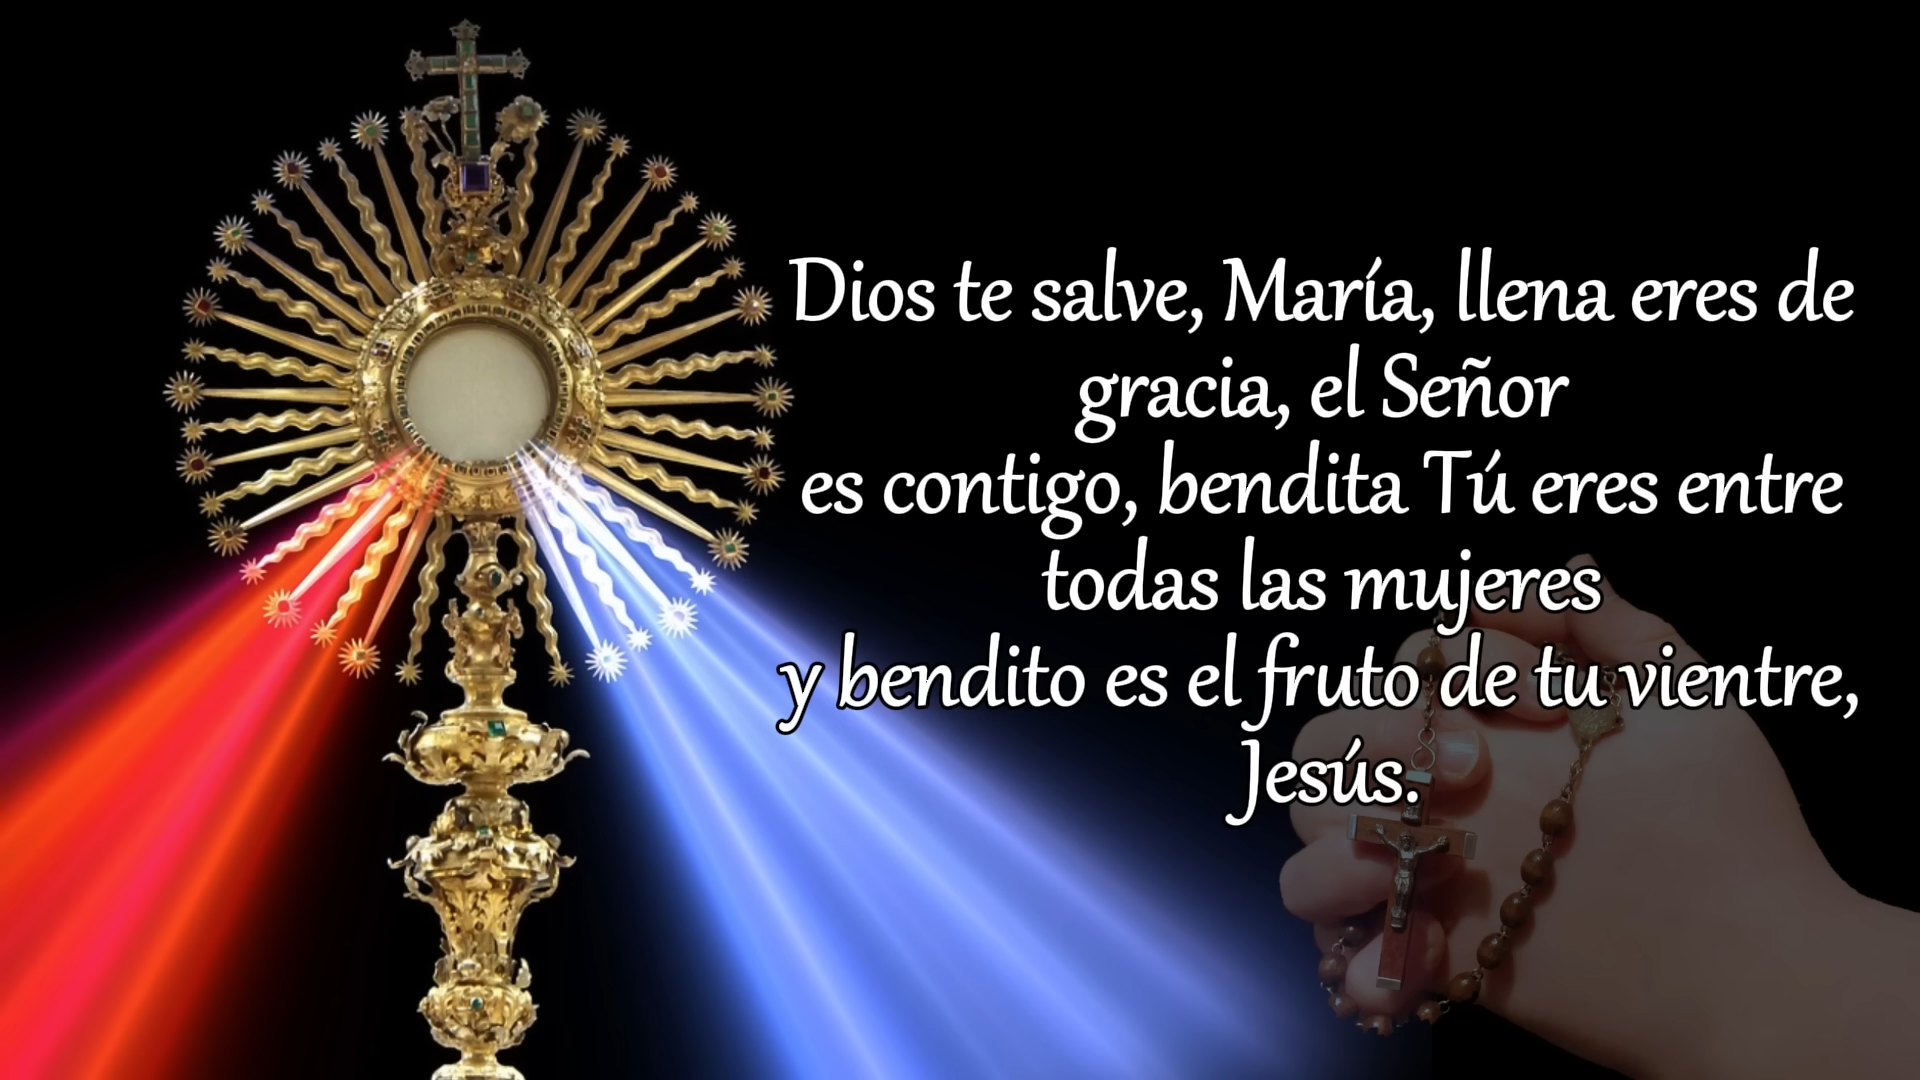 Dios te salve, María, llena eres de
gracia, el Señor
es contigo, bendita Tú eres entre
todas las mujeres
y bendito es el fruto de tu vientre,
Jesús.